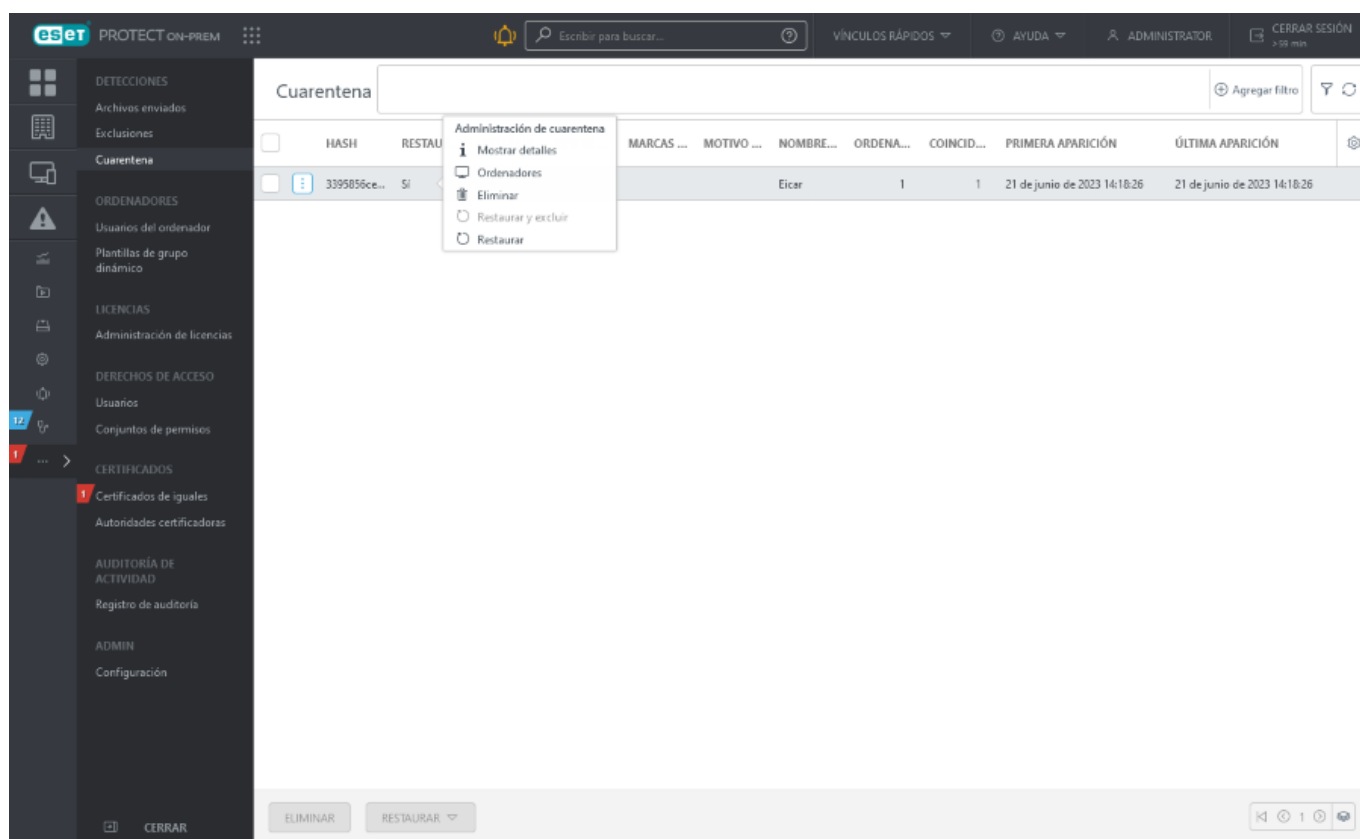 eset PROTECT ON-PREM
Escribir para buscar...
VÍNCULOS RÁPIDOS
AYUDA
ADMINISTRATOR
CERRAR SESIÓN
>59 min
DETECCIONES
Archivos enviados
Exclusiones
Cuarentena
ORDENADORES
Usuarios del ordenador
Plantillas de grupo
dinámico
LICENCIAS
Administración de licencias
DERECHOS DE ACCESO
Usuarios
Conjuntos de permisos
12
1
...
CERTIFICADOS
1 Certificados de iguales
Autoridades certificadoras
AUDITORÍA DE
ACTIVIDAD
Registro de auditoría
ADMIN
Configuración
CERRAR
Cuarentena
Agregar filtro
HASH RESTAU MARCAS ... MOTIVO ... NOMBRE... ORDENA... COINCID... PRIMERA APARICIÓN ÚLTIMA APARICIÓN
3395856ce... Sí Eicar 1 1 21 de junio de 2023 14:18:26 21 de junio de 2023 14:18:26
Administración de cuarentena
Mostrar detalles
Ordenadores
Eliminar
Restaurar y excluir
Restaurar
ELIMINAR
RESTAURAR
1